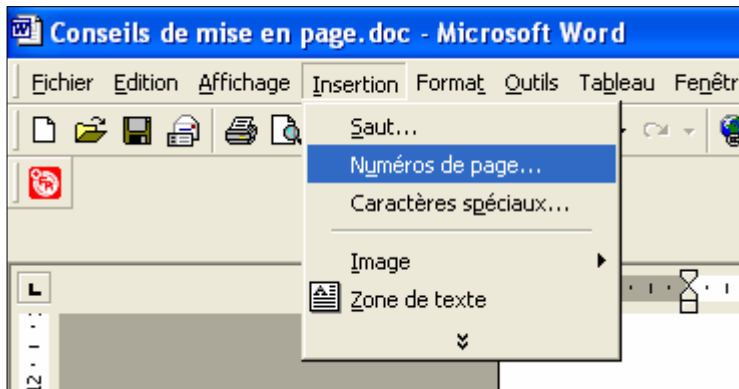 Conseils de mise en page.doc - Microsoft Word
Fichier Edition Affichage Insertion Format Outils Tableau Fenêtr
Saut...
Numéros de page...
Caractères spéciaux...
Image
Zone de texte
L
12